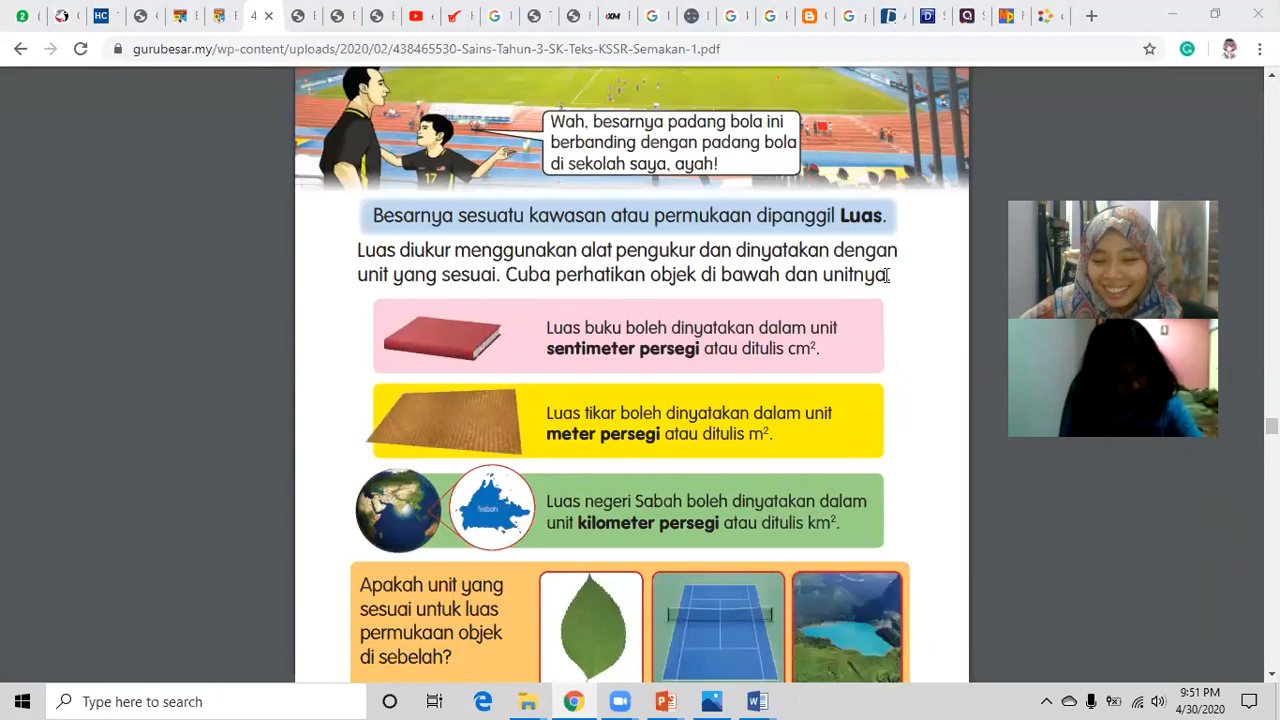 gurubesar.my/wp-content/uploads/2020/02/438465530-Sains-Tahun-3-SK-Teks-KSSR-Semakan-1.pdf
Wah, besarnya padang bola ini
berbanding dengan padang bola
di sekolah saya, ayah!
17
Besarnya sesuatu kawasan atau permukaan dipanggil Luas.
Luas diukur menggunakan alat pengukur dan dinyatakan dengan
unit yang sesuai. Cuba perhatikan objek di bawah dan unitnya.
Luas buku boleh dinyatakan dalam unit
sentimeter persegi atau ditulis cm².
Luas tikar boleh dinyatakan dalam unit
meter persegi atau ditulis m².
Sabah
Luas negeri Sabah boleh dinyatakan dalam
unit kilometer persegi atau ditulis km².
Apakah unit yang
sesuai untuk luas
permukaan objek
di sebelah?
Type here to search
9:51 PM
4/30/2020